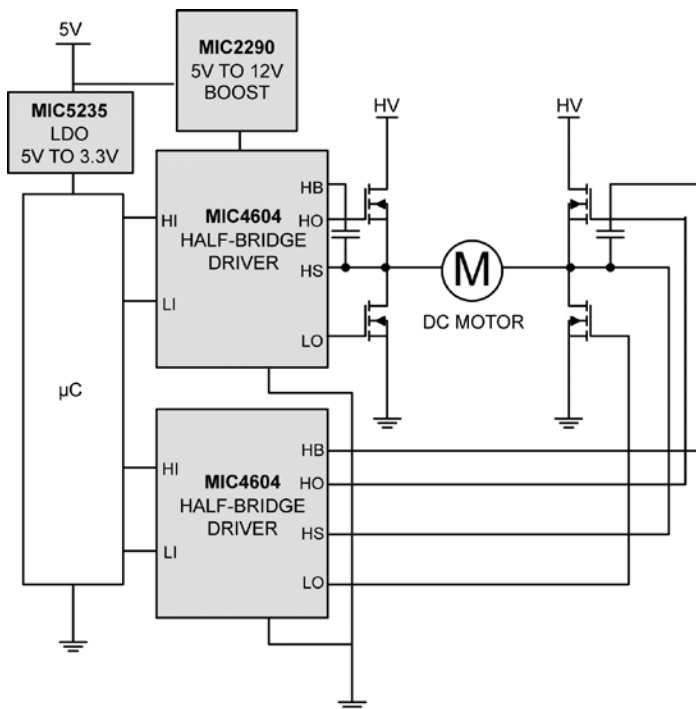 5V
MIC2290
5V TO 12V
BOOST
MIC5235
LDO
5V TO 3.3V
HV
HV
HB
HI
MIC4604
HO
HALF-BRIDGE
DRIVER
HS
M
LI
DC MOTOR
LO
µC
HB
HI
MIC4604
HO
HALF-BRIDGE
DRIVER
HS
LI
LO